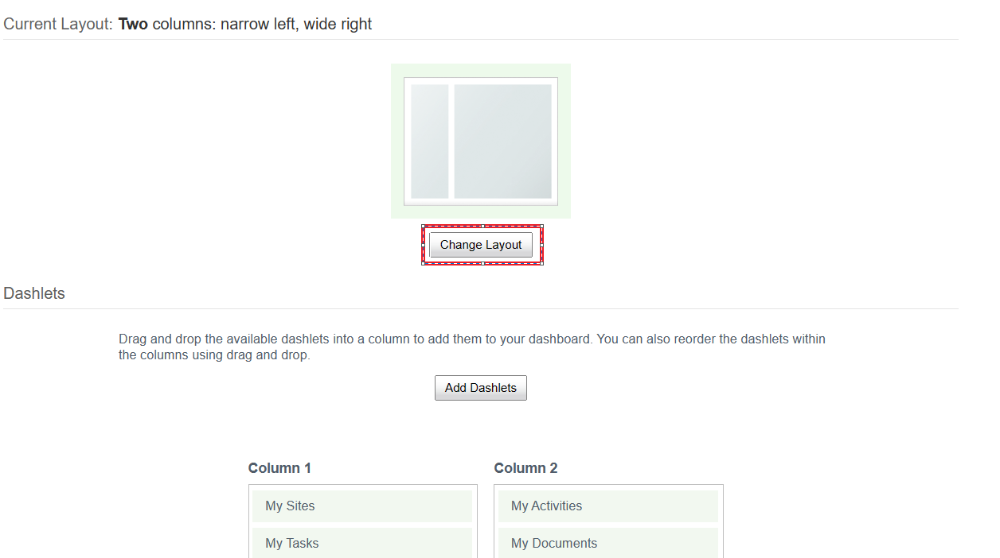 Current Layout: Two columns: narrow left, wide right
Change Layout
Dashlets
Drag and drop the available dashlets into a column to add them to your dashboard. You can also reorder the dashlets within
the columns using drag and drop.
Add Dashlets
Column 1
My Sites
My Tasks
Column 2
My Activities
My Documents